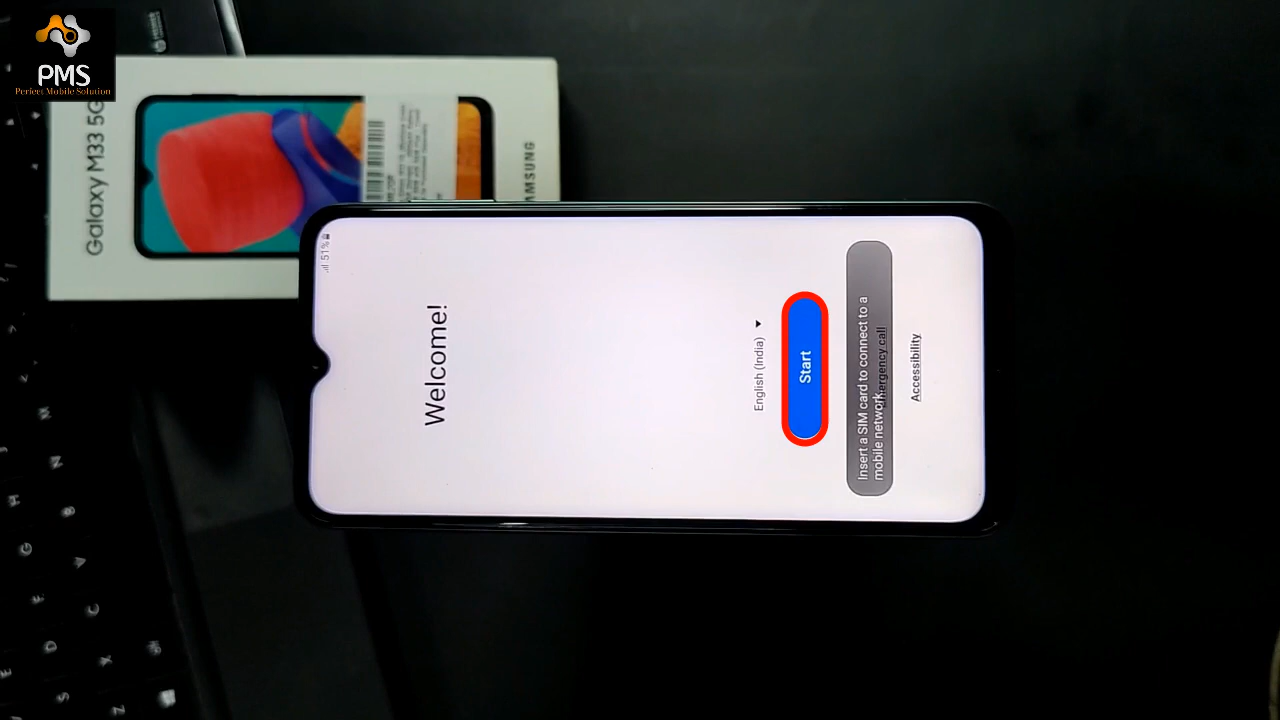 PMS
Perfect Mobile Solution
Galaxy M33 5G
SAMSUNG
51%
Welcome!
English (India)
Start
Insert a SIM card to connect to a
mobile network.
Emergency call
Accessibility